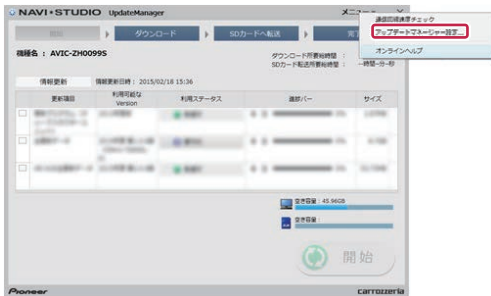 NAVI*STUDIO UpdateManager
メニュー
通信回線速度チェック
アップデートマネージャー設定...
オンラインヘルプ
ダウンロード
SDカードへ転送
機種名 : AVIC-ZH0099S
ダウンロード所要総時間 :
SDカード転送所要総時間 : --時間-分-秒
情報更新
情報更新日時 : 2015/02/18 15:36
更新項目
利用可能な
Version
利用ステータス
進捗バー
サイズ
空き容量 : 45.96GB
空き容量 :
開始
Pioneer
carrozzeria